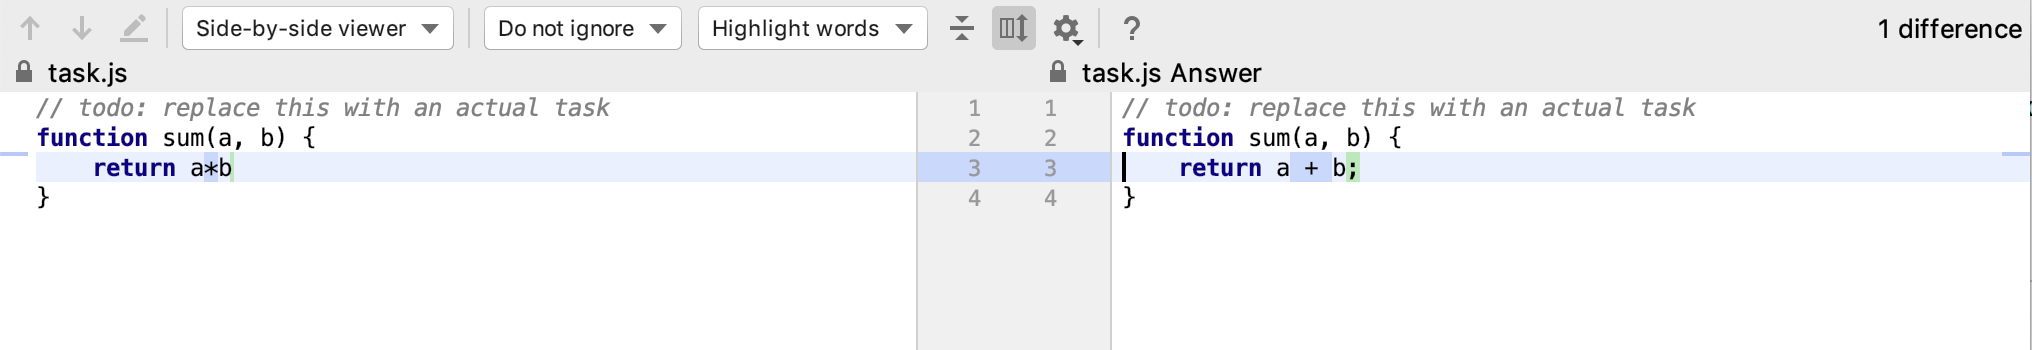 Side-by-side viewer Do not ignore Highlight words ? 1 difference
task.js task.js Answer
// todo: replace this with an actual task
function sum(a, b) {
    return a*b
}
1 1
2 2
3 3
4 4
// todo: replace this with an actual task
function sum(a, b) {
    return a + b;
}